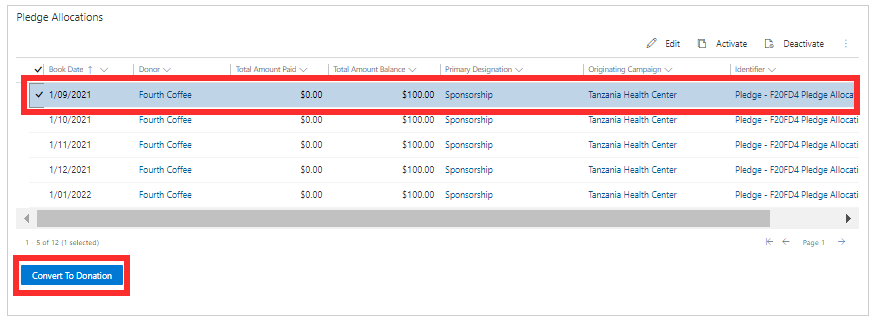 Pledge Allocations
Edit Activate Deactivate
Book Date Donor Total Amount Paid Total Amount Balance Primary Designation Originating Campaign Identifier
1/09/2021 Fourth Coffee $0.00 $100.00 Sponsorship Tanzania Health Center Pledge - F20FD4 Pledge Allocat
1/10/2021 Fourth Coffee $0.00 $100.00 Sponsorship Tanzania Health Center Pledge - F20FD4 Pledge Allocati
1/11/2021 Fourth Coffee $0.00 $100.00 Sponsorship Tanzania Health Center Pledge - F20FD4 Pledge Allocati
1/12/2021 Fourth Coffee $0.00 $100.00 Sponsorship Tanzania Health Center Pledge - F20FD4 Pledge Allocati
1/01/2022 Fourth Coffee $0.00 $100.00 Sponsorship Tanzania Health Center Pledge - F20FD4 Pledge Allocati
1 - 5 of 12 (1 selected) Page 1
Convert To Donation